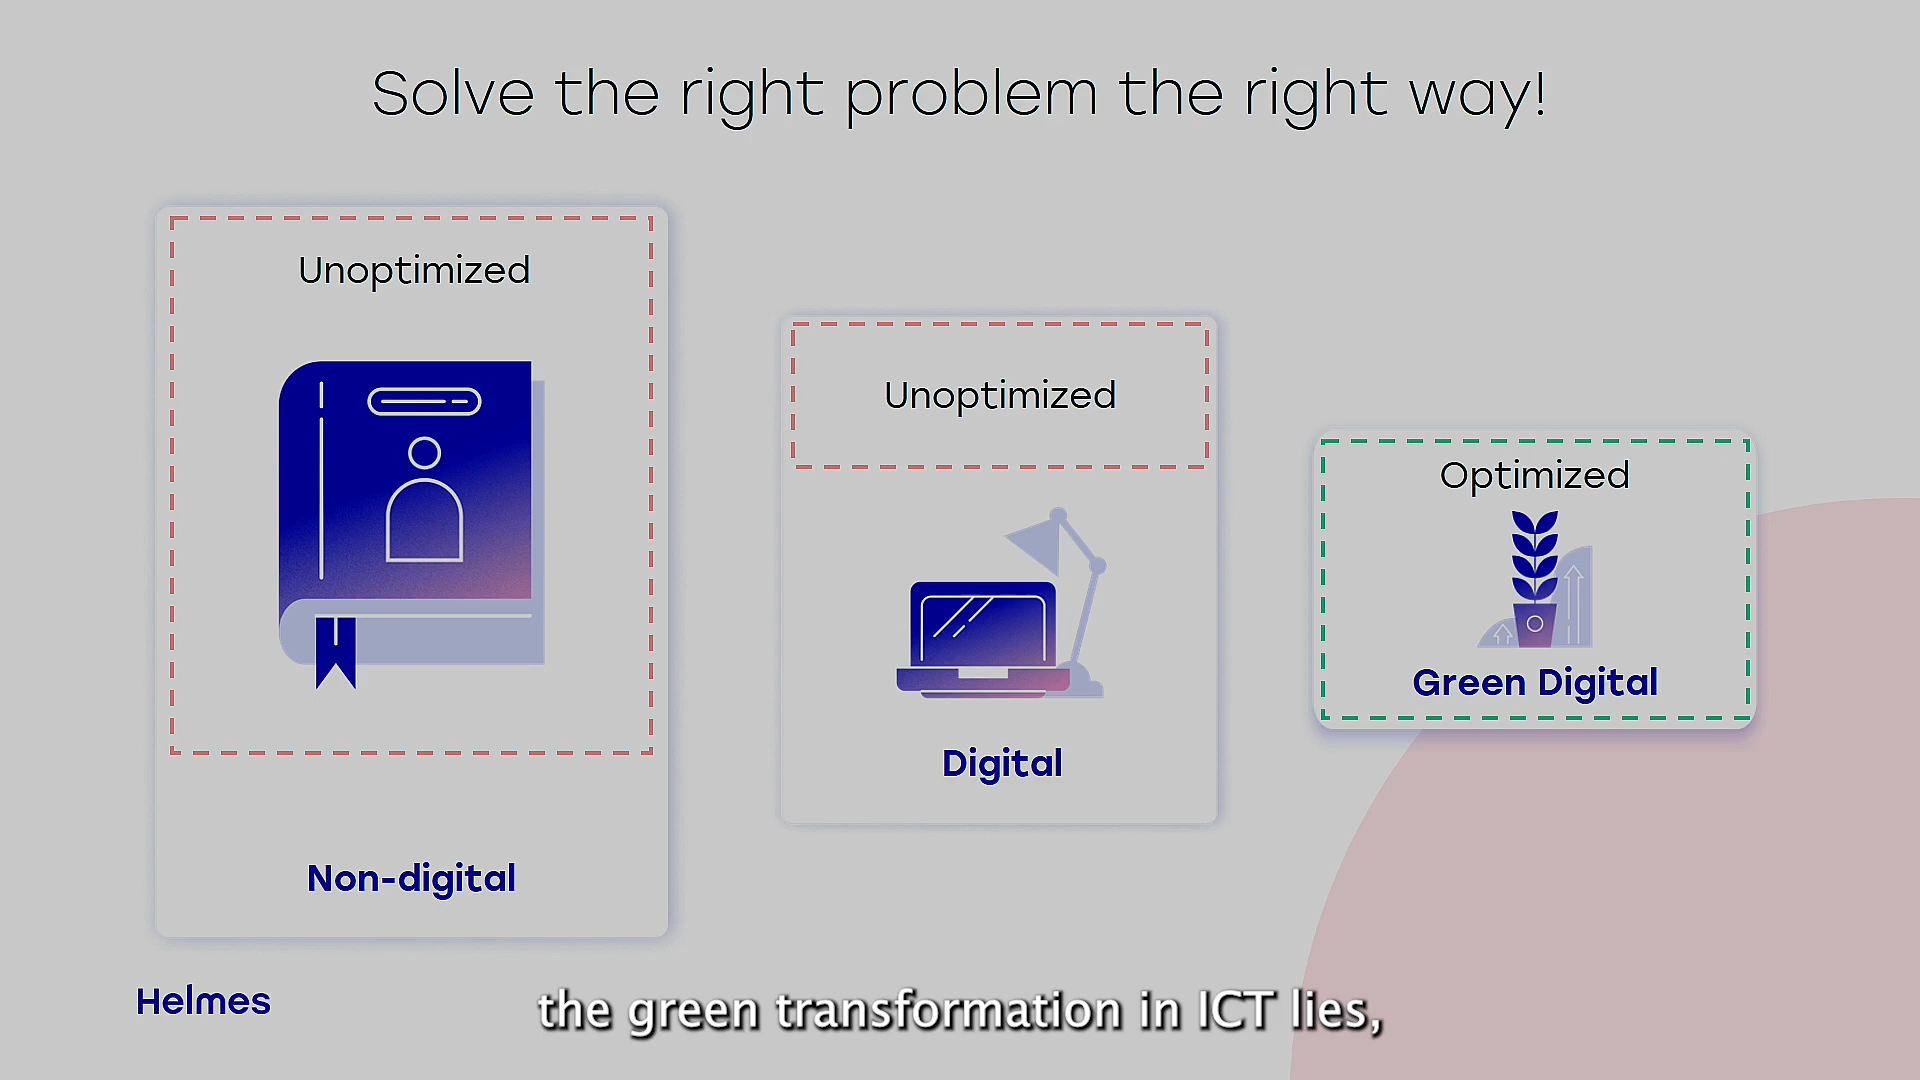 Solve the right problem the right way!
Unoptimized
Non-digital
Unoptimized
Digital
Optimized
Green Digital
Helmes
the green transformation in ICT lies,